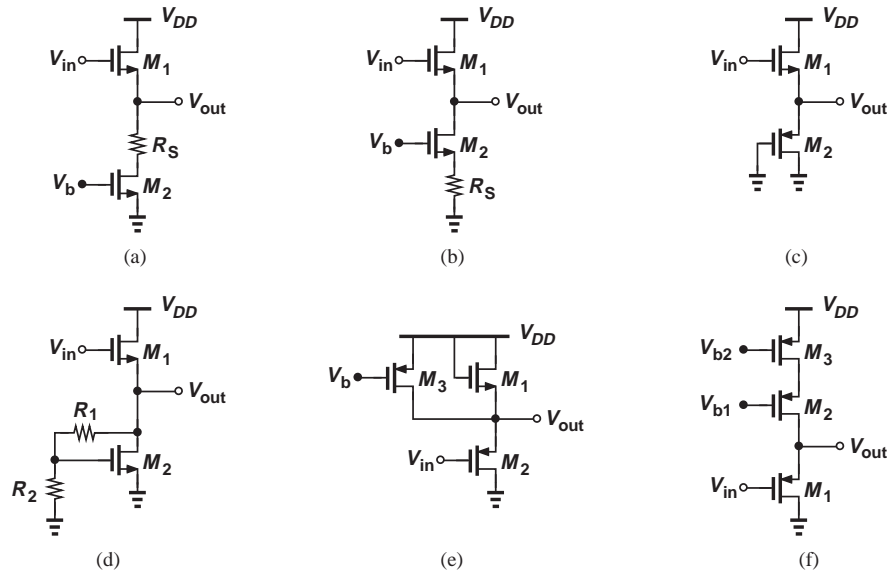 V_DD V_DD V_DD
V_in M_1 V_in M_1 V_in M_1
V_out V_out V_out
R_S V_b M_2 M_2
V_b M_2 R_S
(a) (b) (c)
V_DD V_DD V_DD
V_in M_1 V_b M_3 M_1 V_b2 M_3
V_out V_b1 M_2
R_1 V_out V_out
M_2 V_in M_2 V_in M_1
R_2
(d) (e) (f)